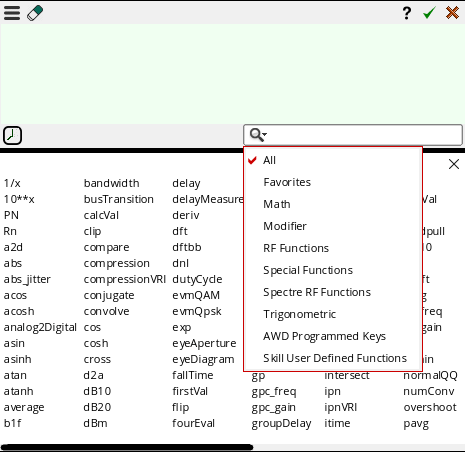 ?
All
Favorites
Math
Modifier
RF Functions
Special Functions
Spectre RF Functions
Trigonometric
AWD Programmed Keys
Skill User Defined Functions
1/x bandwidth delay
10**x busTransition delayMeasure Val
PN calcVal deriv
Rn clip dft dpull
a2d compare dftbb 10
abs compression dnl
abs_jitter compressionVRI dutyCycle ft
acos conjugate evmQAM g
acosh convolve evmQpsk freq
analog2Digital cos exp gain
asin cosh eyeAperture
asinh cross eyeDiagram in
atan d2a fallTime gp intersect normalQQ
atanh dB10 firstVal gpc_freq ipn numConv
average dB20 flip gpc_gain ipnVRI overshoot
b1f dBm fourEval groupDelay itime pavg